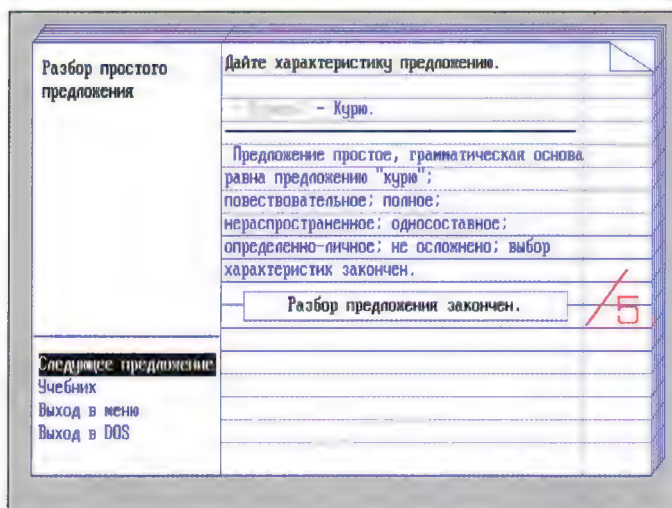 Разбор простого
предложения
Дайте характеристику предложению.
- Курю.
Предложение простое, грамматическая основа
равна предложению "курю";
повествовательное; полное;
нераспространенное; односоставное;
определенно-личное; не осложнено; выбор
характеристик закончен.
Разбор предложения закончен.
/5
Следующее предложение
Учебник
Выход в меню
Выход в DOS